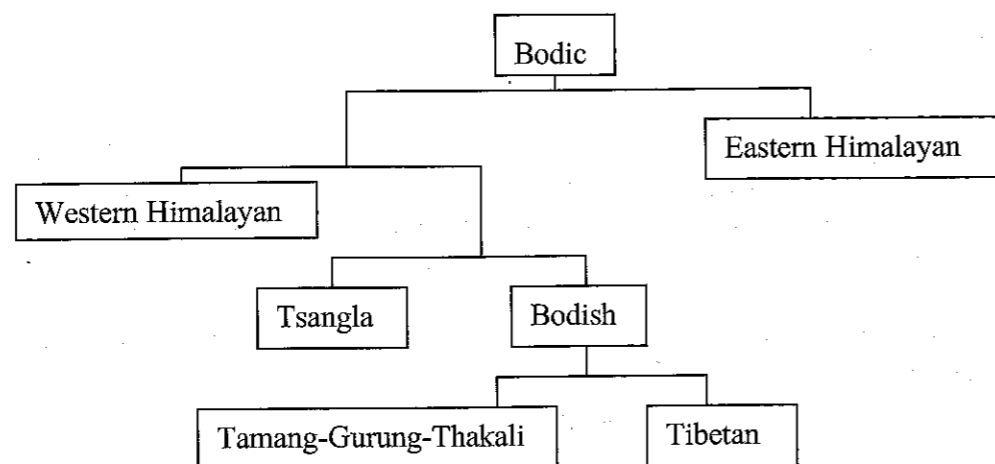 Bodic
Eastern Himalayan
Western Himalayan
Tsangla
Bodish
Tamang-Gurung-Thakali
Tibetan